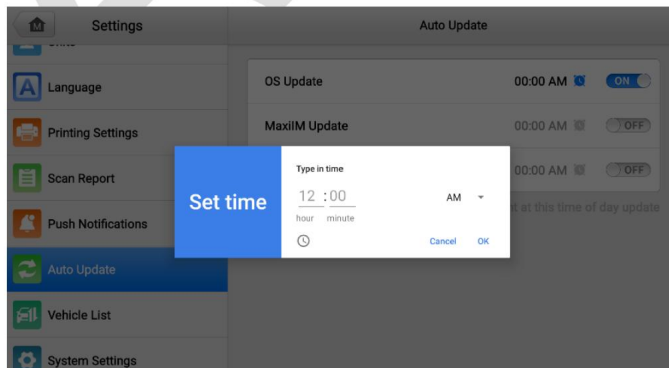 Settings
Auto Update
Language
Printing Settings
Scan Report
Push Notifications
Auto Update
Vehicle List
System Settings
OS Update 00:00 AM ON
MaxiIM Update 00:00 AM OFF
00:00 AM OFF
at this time of day update
Set time
Type in time
12 : 00 AM
hour minute
Cancel OK